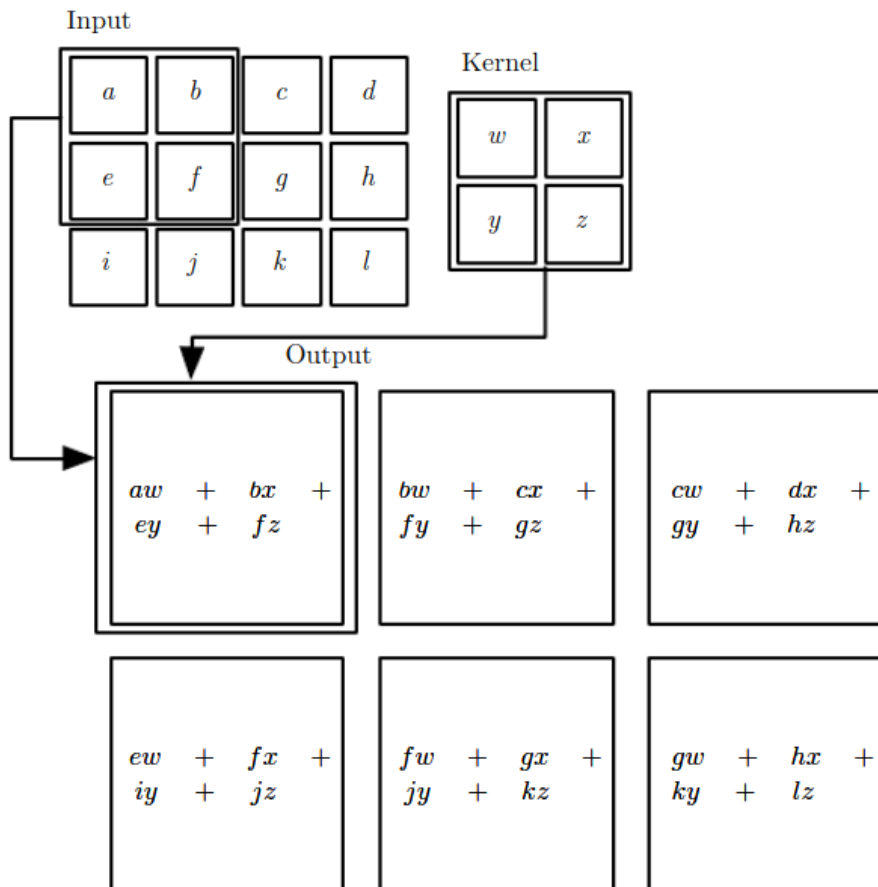 Input
a b c d
Kernel
w x
e f g h
y z
i j k l
Output
aw + bx +
ey + fz
bw + cx +
fy + gz
cw + dx +
gy + hz
ew + fx +
iy + jz
fw + gx +
jy + kz
gw + hx +
ky + lz